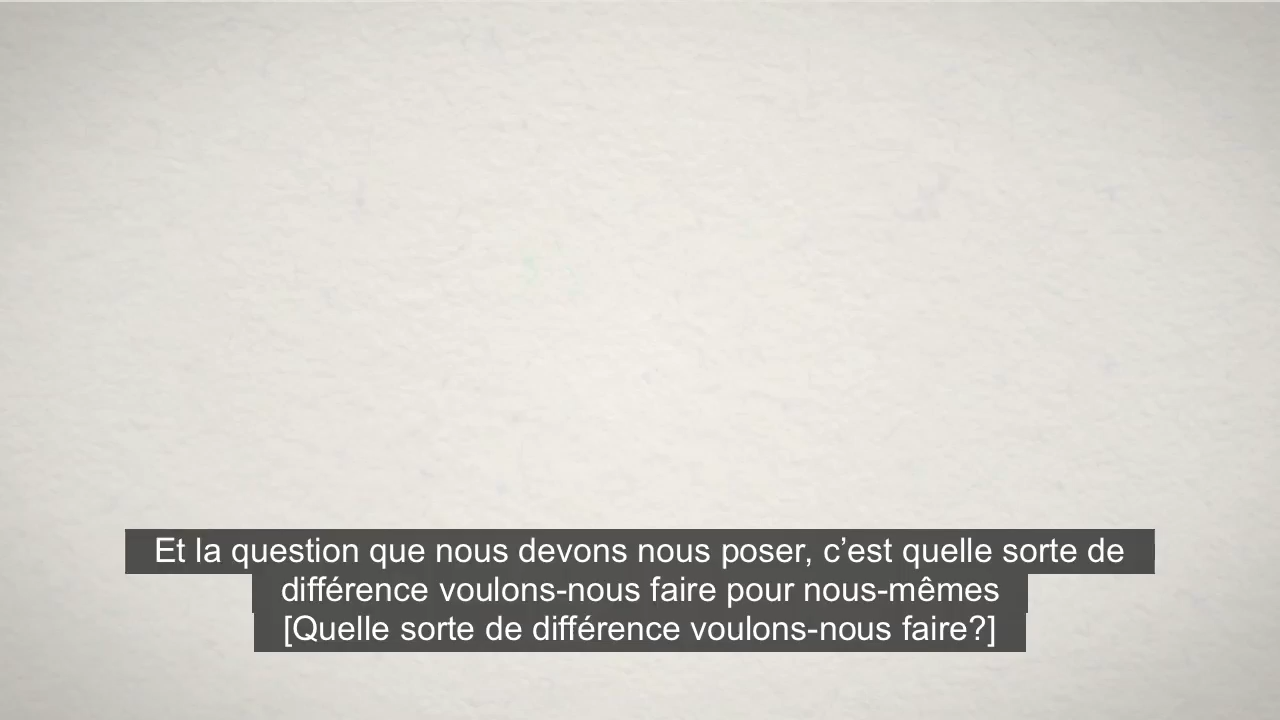 Et la question que nous devons nous poser, c’est quelle sorte de
différence voulons-nous faire pour nous-mêmes
[Quelle sorte de différence voulons-nous faire?]